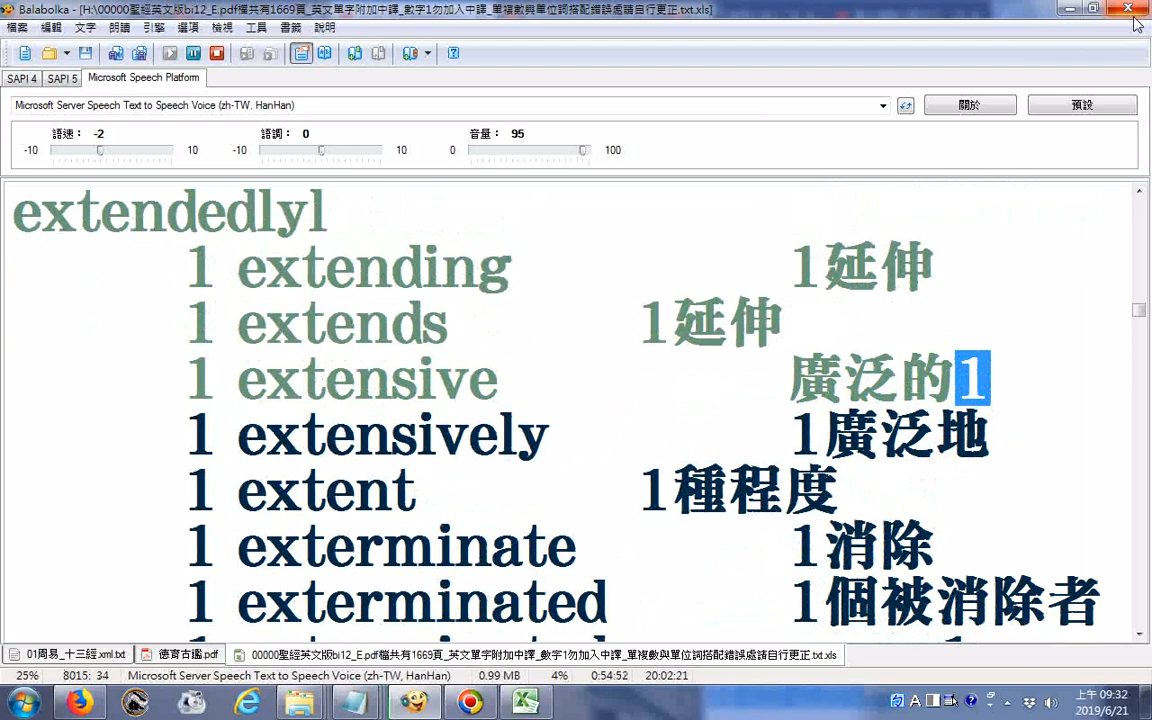 Balabolka - [H:\00000聖經英文版bi12_E.pdf檔共有1669頁_英文單字附加中譯_數字1勿加入中譯_單複數與單位詞搭配錯誤處請自行更正.txt.xls]
檔案 編輯 文字 朗讀 引擎 選項 檢視 工具 書籤 說明
SAPI 4 SAPI 5 Microsoft Speech Platform
Microsoft Server Speech Text to Speech Voice (zh-TW, HanHan) 關於 預設
語速： -2 語調： 0 音量： 95
-10 10 -10 10 0 100
extendedlyl
1 extending 1延伸
1 extends 1延伸
1 extensive 廣泛的1
1 extensively 1廣泛地
1 extent 1種程度
1 exterminate 1消除
1 exterminated 1個被消除者
01周易_十三經.xml.txt 德育古鑑.pdf 00000聖經英文版bi12_E.pdf檔共有1669頁_英文單字附加中譯_數字1勿加入中譯_單複數與單位詞搭配錯誤處請自行更正.txt.xls
25% 8015: 34 Microsoft Server Speech Text to Speech Voice (zh-TW, HanHan) 0.99 MB 4% 0:54:52 20:02:21
上午 09:32
2019/6/21